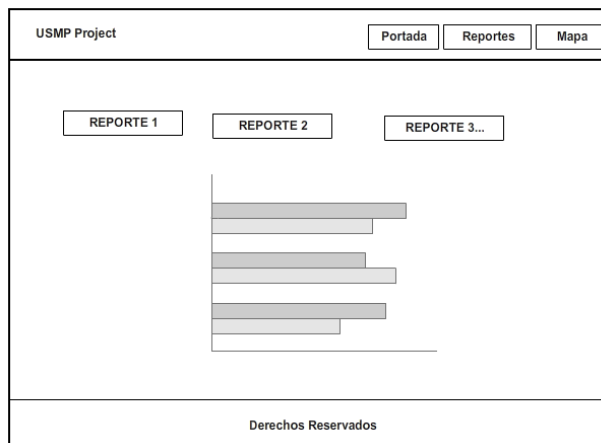 USMP Project
Portada
Reportes
Mapa
REPORTE 1
REPORTE 2
REPORTE 3...
Derechos Reservados